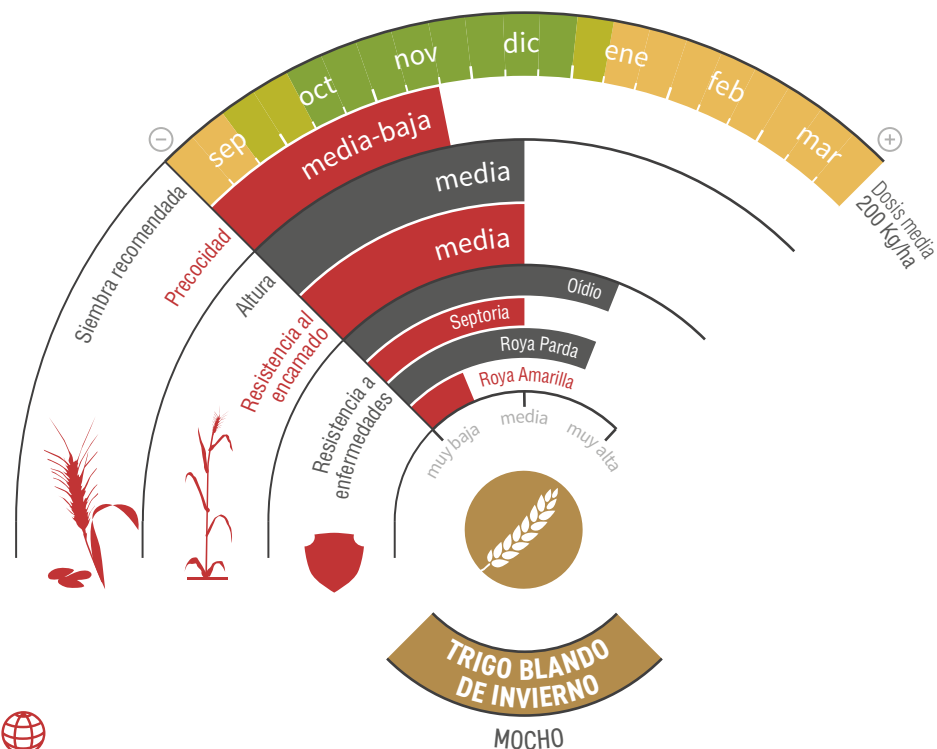 sep
oct
nov
dic
ene
feb
mar
Dosis media
200 Kg/ha
Siembra recomendada
Precocidad
media-baja
Altura
media
Resistencia al
encamado
media
Resistencia a
enfermedades
Oídio
Septoria
Roya Parda
Roya Amarilla
muy baja
media
muy alta
TRIGO BLANDO
DE INVIERNO
MOCHO